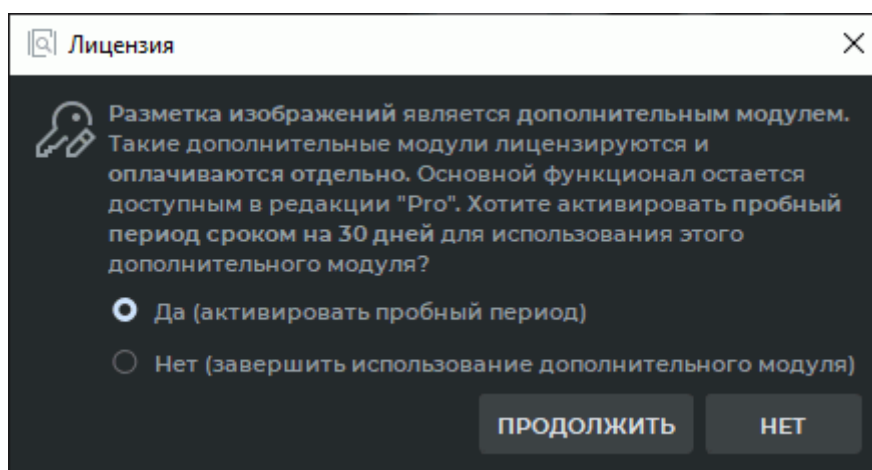 Лицензия
Разметка изображений является дополнительным модулем.
Такие дополнительные модули лицензируются и
оплачиваются отдельно. Основной функционал остается
доступным в редакции "Pro". Хотите активировать пробный
период сроком на 30 дней для использования этого
дополнительного модуля?
Да (активировать пробный период)
Нет (завершить использование дополнительного модуля)
ПРОДОЛЖИТЬ НЕТ